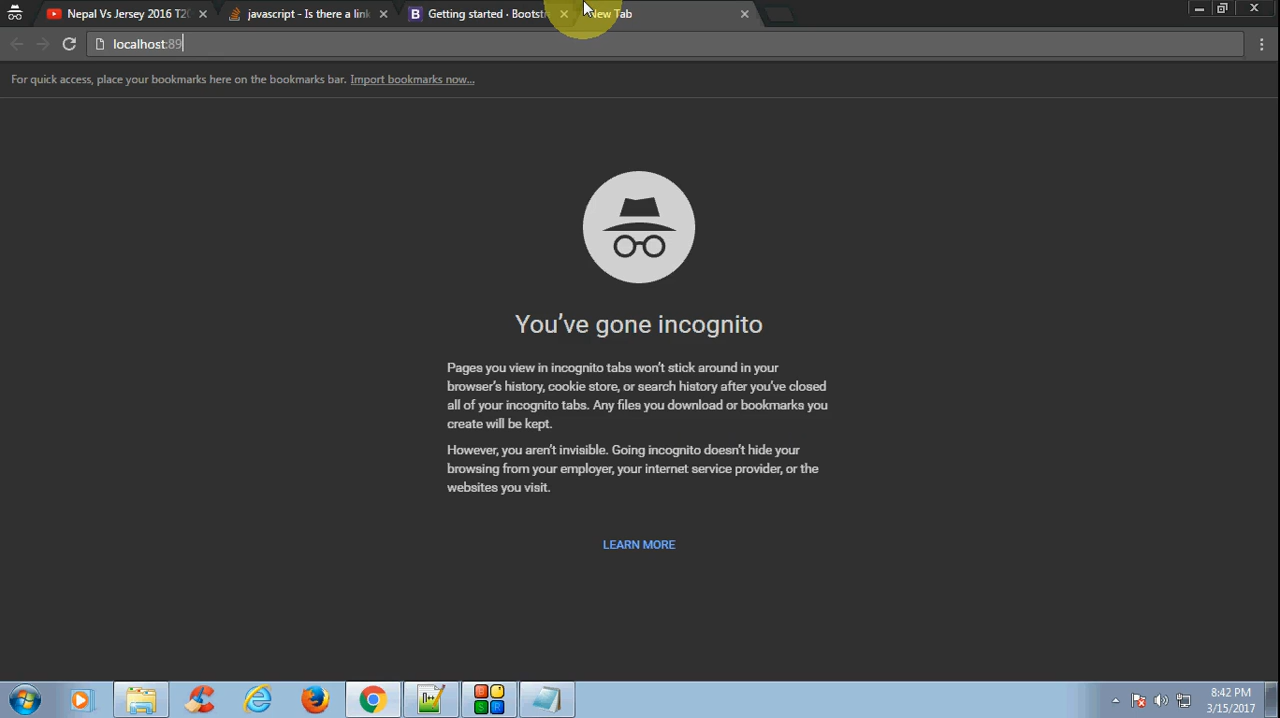 Nepal Vs Jersey 2016 T20
javascript - Is there a link
Getting started · Bootstr
New Tab
localhost:89
For quick access, place your bookmarks here on the bookmarks bar. Import bookmarks now...
You've gone incognito
Pages you view in incognito tabs won't stick around in your
browser's history, cookie store, or search history after you've closed
all of your incognito tabs. Any files you download or bookmarks you
create will be kept.
However, you aren't invisible. Going incognito doesn't hide your
browsing from your employer, your internet service provider, or the
websites you visit.
LEARN MORE
8:42 PM
3/15/2017